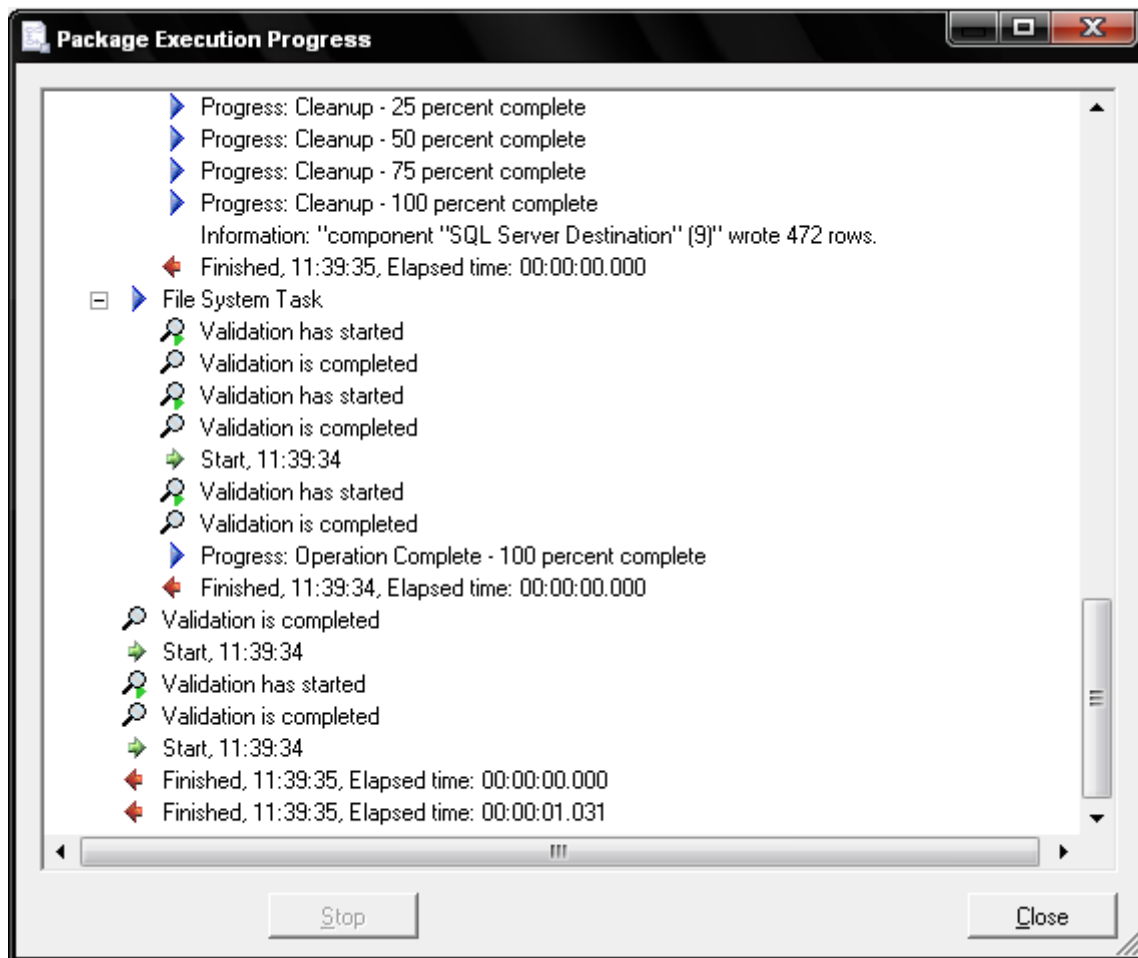 Package Execution Progress
Progress: Cleanup - 25 percent complete
Progress: Cleanup - 50 percent complete
Progress: Cleanup - 75 percent complete
Progress: Cleanup - 100 percent complete
Information: "component "SQL Server Destination" (9)" wrote 472 rows.
Finished, 11:39:35, Elapsed time: 00:00:00.000
File System Task
Validation has started
Validation is completed
Validation has started
Validation is completed
Start, 11:39:34
Validation has started
Validation is completed
Progress: Operation Complete - 100 percent complete
Finished, 11:39:34, Elapsed time: 00:00:00.000
Validation is completed
Start, 11:39:34
Validation has started
Validation is completed
Start, 11:39:34
Finished, 11:39:35, Elapsed time: 00:00:00.000
Finished, 11:39:35, Elapsed time: 00:00:01.031
Stop Close